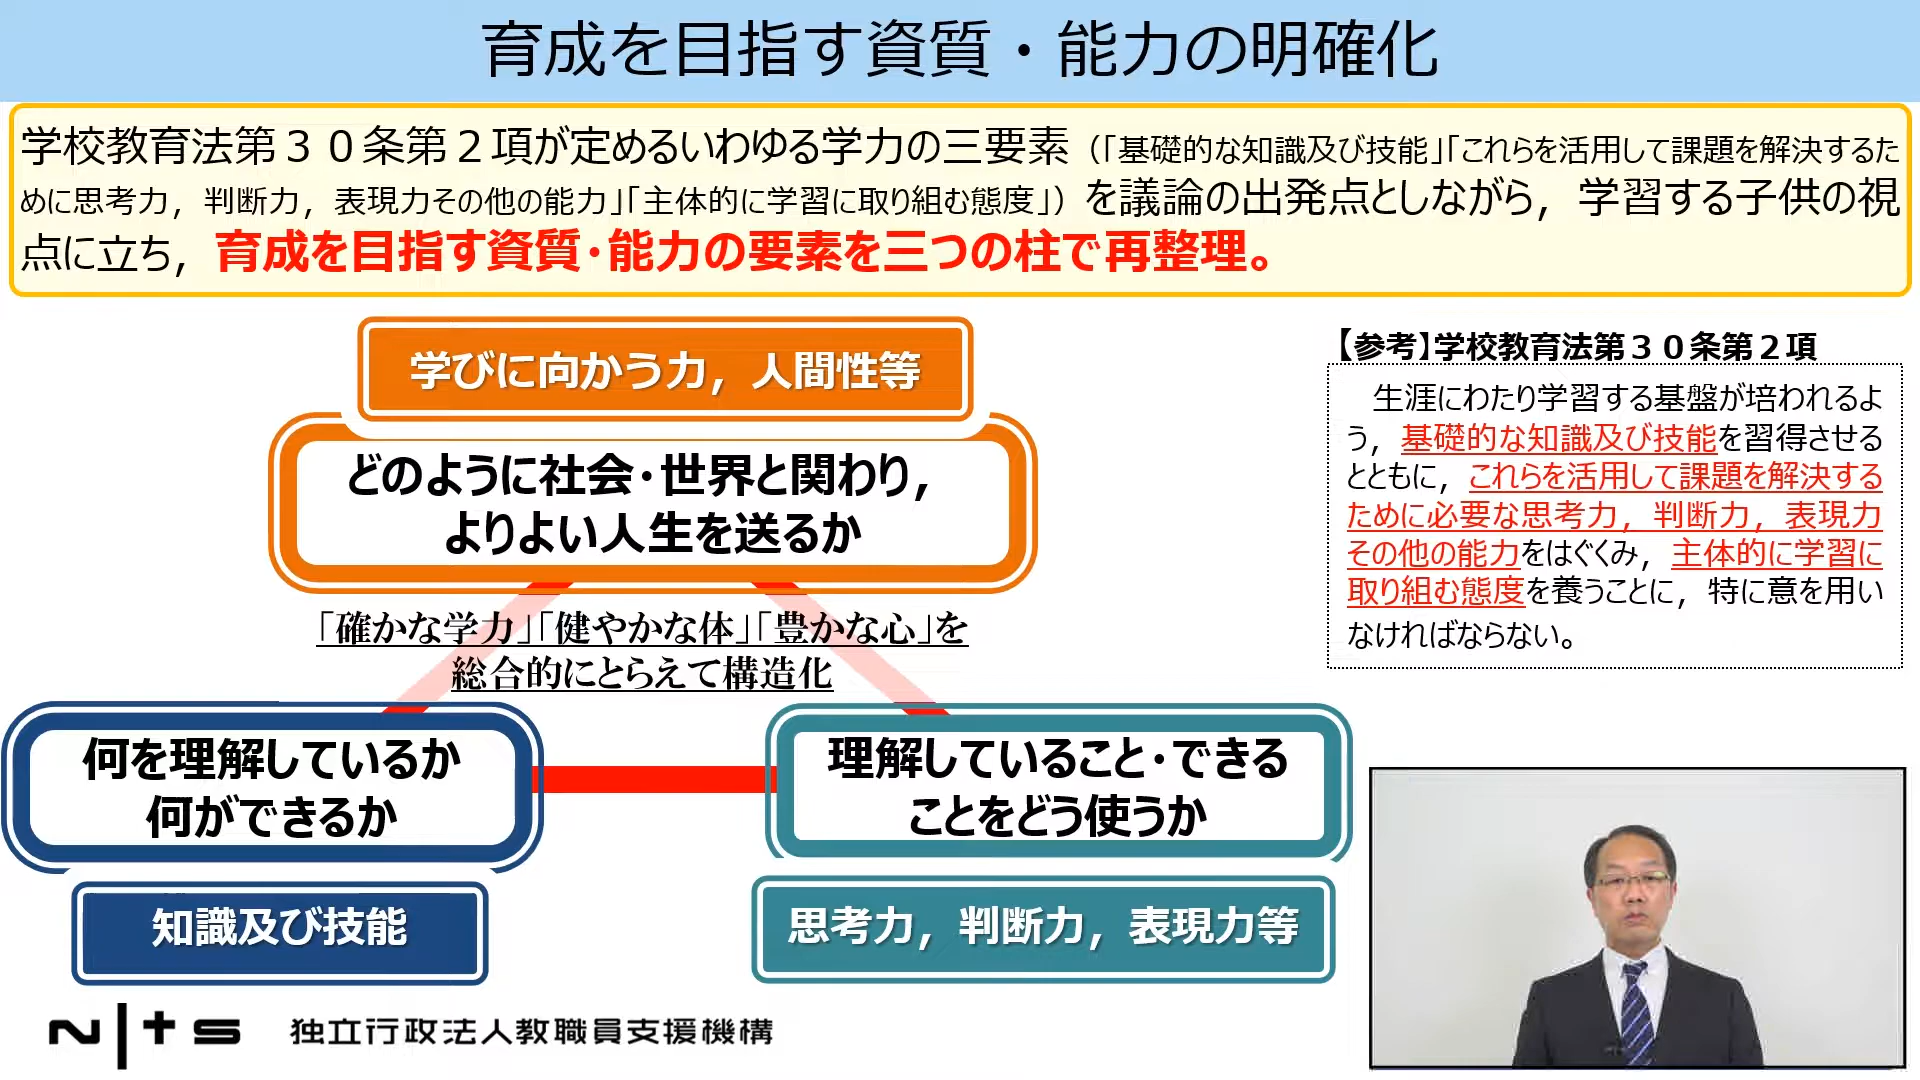 育成を目指す資質・能力の明確化
学校教育法第３０条第２項が定めるいわゆる学力の三要素（「基礎的な知識及び技能」「これらを活用して課題を解決するた
めに思考力，判断力，表現力その他の能力」「主体的に学習に取り組む態度」）を議論の出発点としながら，学習する子供の視
点に立ち，育成を目指す資質・能力の要素を三つの柱で再整理。
学びに向かう力，人間性等
どのように社会・世界と関わり，
よりよい人生を送るか
「確かな学力」「健やかな体」「豊かな心」を
総合的にとらえて構造化
何を理解しているか
何ができるか
知識及び技能
理解していること・できる
ことをどう使うか
思考力，判断力，表現力等
【参考】学校教育法第３０条第２項
生涯にわたり学習する基盤が培われるよ
う，基礎的な知識及び技能を習得させる
とともに，これらを活用して課題を解決する
ために必要な思考力，判断力，表現力
その他の能力をはぐくみ，主体的に学習に
取り組む態度を養うことに，特に意を用い
なければならない。
NITS 独立行政法人教職員支援機構